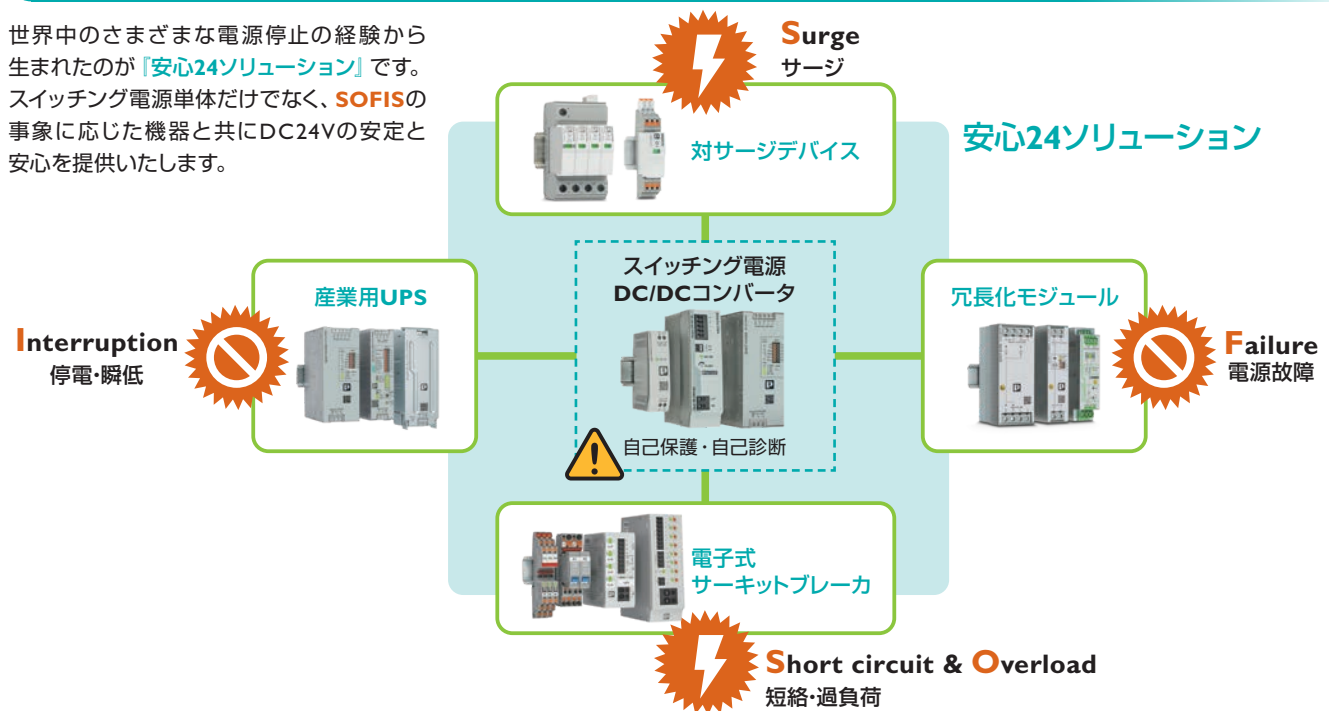 世界中のさまざまな電源停止の経験から
生まれたのが『安心24ソリューション』です。
スイッチング電源単体だけでなく、SOFISの
事象に応じた機器と共にDC24Vの安定と
安心を提供いたします。
Surge
サージ
対サージデバイス
安心24ソリューション
スイッチング電源
DC/DCコンバータ
自己保護・自己診断
産業用UPS
Interruption
停電・瞬低
冗長化モジュール
Failure
電源故障
電子式
サーキットブレーカ
Short circuit & Overload
短絡・過負荷